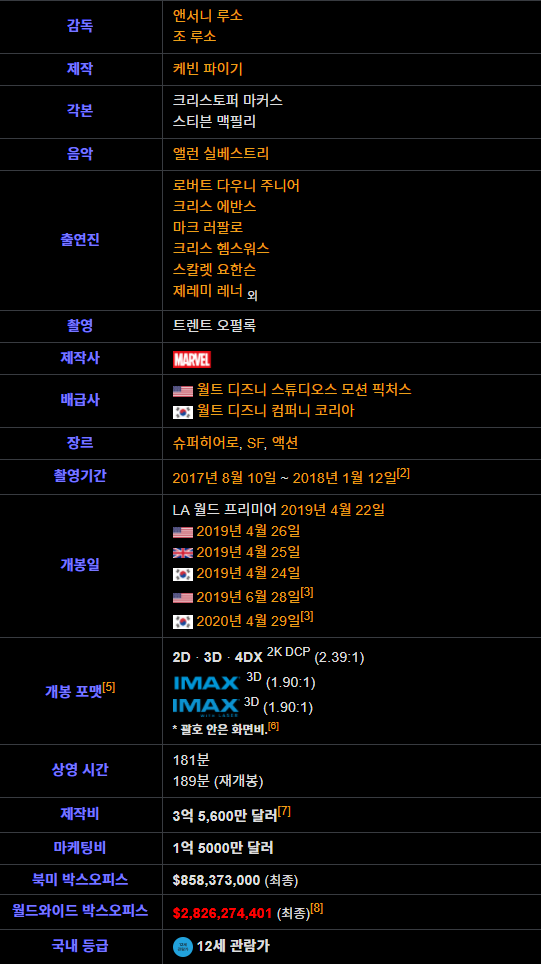 감독
앤서니 루소
조 루소
제작
케빈 파이기
각본
크리스토퍼 마커스
스티븐 맥필리
음악
앨런 실베스트리
출연진
로버트 다우니 주니어
크리스 에반스
마크 러팔로
크리스 헴스워스
스칼렛 요한슨
제레미 레너 외
촬영
트렌트 오펄록
제작사
MARVEL
배급사
월트 디즈니 스튜디오스 모션 픽처스
월트 디즈니 컴퍼니 코리아
장르
슈퍼히어로, SF, 액션
촬영기간
2017년 8월 10일 ~ 2018년 1월 12일[2]
개봉일
LA 월드 프리미어 2019년 4월 22일
2019년 4월 26일
2019년 4월 25일
2019년 4월 24일
2019년 6월 28일[3]
2020년 4월 29일[3]
개봉 포맷[5]
2D · 3D · 4DX 2K DCP (2.39:1)
IMAX 3D (1.90:1)
IMAX WITH LASER 3D (1.90:1)
* 괄호 안은 화면비.[6]
상영 시간
181분
189분 (재개봉)
제작비
3억 5,600만 달러[7]
마케팅비
1억 5000만 달러
북미 박스오피스
$858,373,000 (최종)
월드와이드 박스오피스
$2,826,274,401 (최종)[8]
국내 등급
12세 관람가